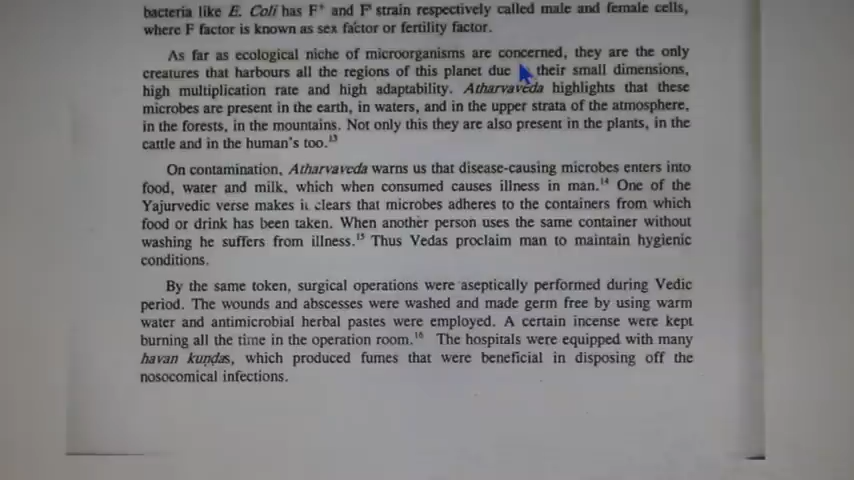 bacteria like E. Coli has F⁺ and F⁻ strain respectively called male and female cells,
where F factor is known as sex factor or fertility factor.
As far as ecological niche of microorganisms are concerned, they are the only
creatures that harbours all the regions of this planet due their small dimensions,
high multiplication rate and high adaptability. Atharvaveda highlights that these
microbes are present in the earth, in waters, and in the upper strata of the atmosphere,
in the forests, in the mountains. Not only this they are also present in the plants, in the
cattle and in the human's too.¹³
On contamination, Atharvaveda warns us that disease-causing microbes enters into
food, water and milk, which when consumed causes illness in man.¹⁴ One of the
Yajurvedic verse makes it clears that microbes adheres to the containers from which
food or drink has been taken. When another person uses the same container without
washing he suffers from illness.¹⁵ Thus Vedas proclaim man to maintain hygienic
conditions.
By the same token, surgical operations were aseptically performed during Vedic
period. The wounds and abscesses were washed and made germ free by using warm
water and antimicrobial herbal pastes were employed. A certain incense were kept
burning all the time in the operation room.¹⁶ The hospitals were equipped with many
havan kuṇḍas, which produced fumes that were beneficial in disposing off the
nosocomial infections.